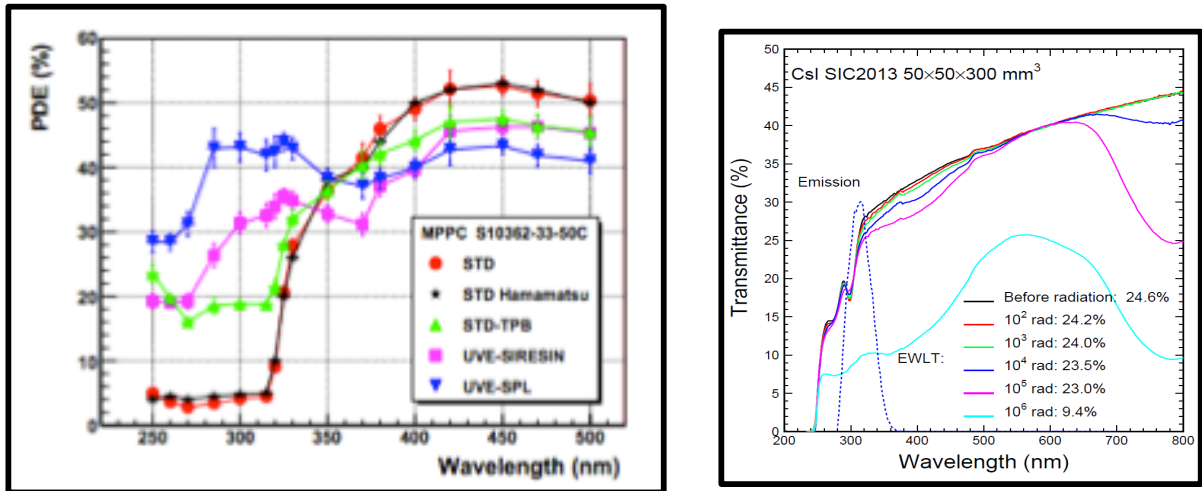 PDE (%)
60
50
40
30
20
10
0
250 300 350 400 450 500
Wavelength (nm)
MPPC S10362-33-50C
STD
STD Hamamatsu
STD-TPB
UVE-SIRESIN
UVE-SPL
Transmittance (%)
50
45
40
35
30
25
20
15
10
5
0
200 300 400 500 600 700 800
Wavelength (nm)
CsI SIC2013 50×50×300 mm³
Emission
EWLT:
Before radiation: 24.6%
10² rad: 24.2%
10³ rad: 24.0%
10⁴ rad: 23.5%
10⁵ rad: 23.0%
10⁶ rad: 9.4%